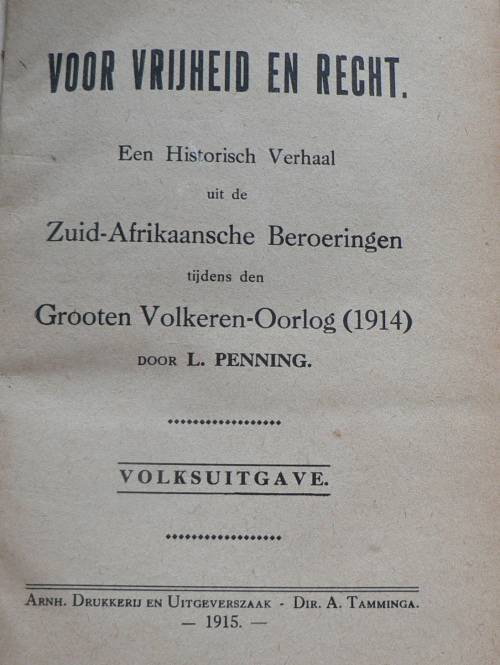 VOOR VRIJHEID EN RECHT.
Een Historisch Verhaal
uit de
Zuid-Afrikaansche Beroeringen
tijdens den
Grooten Volkeren-Oorlog (1914)
DOOR L. PENNING.
VOLKSUITGAVE.
ARNH. DRUKKERIJ EN UITGEVERSZAAK - DIR. A. TAMMINGA.
— 1915. —